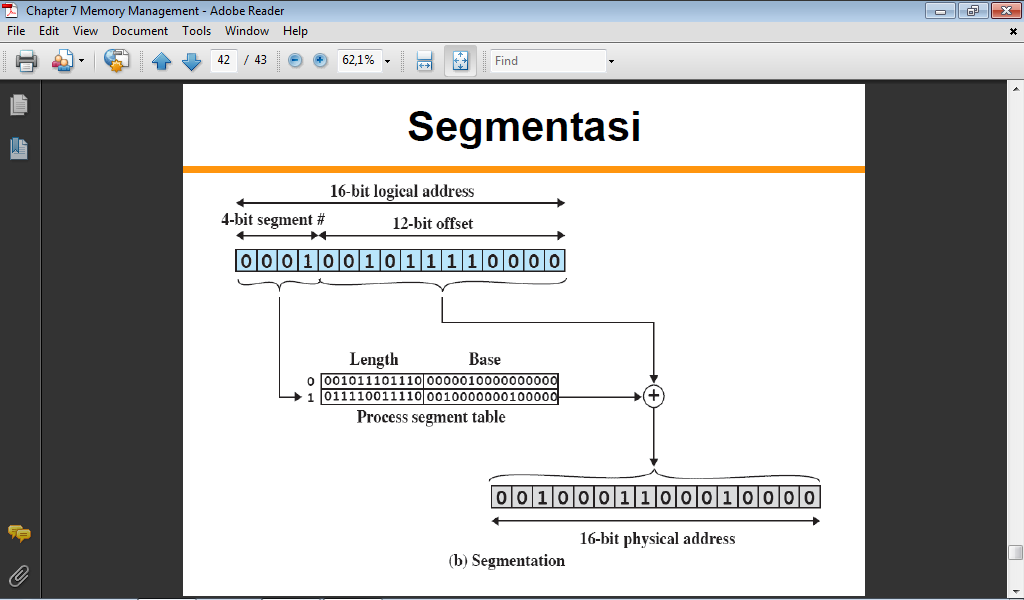 Chapter 7 Memory Management - Adobe Reader
File Edit View Document Tools Window Help
42 / 43 62,1% Find
Segmentasi
16-bit logical address
4-bit segment # 12-bit offset
0 0 0 1 0 0 1 0 1 1 1 1 0 0 0 0
Length Base
0 001011101110 0000010000000000
1 011110011110 0010000000100000
Process segment table
+
0 0 1 0 0 0 1 1 0 0 0 1 0 0 0 0
16-bit physical address
(b) Segmentation